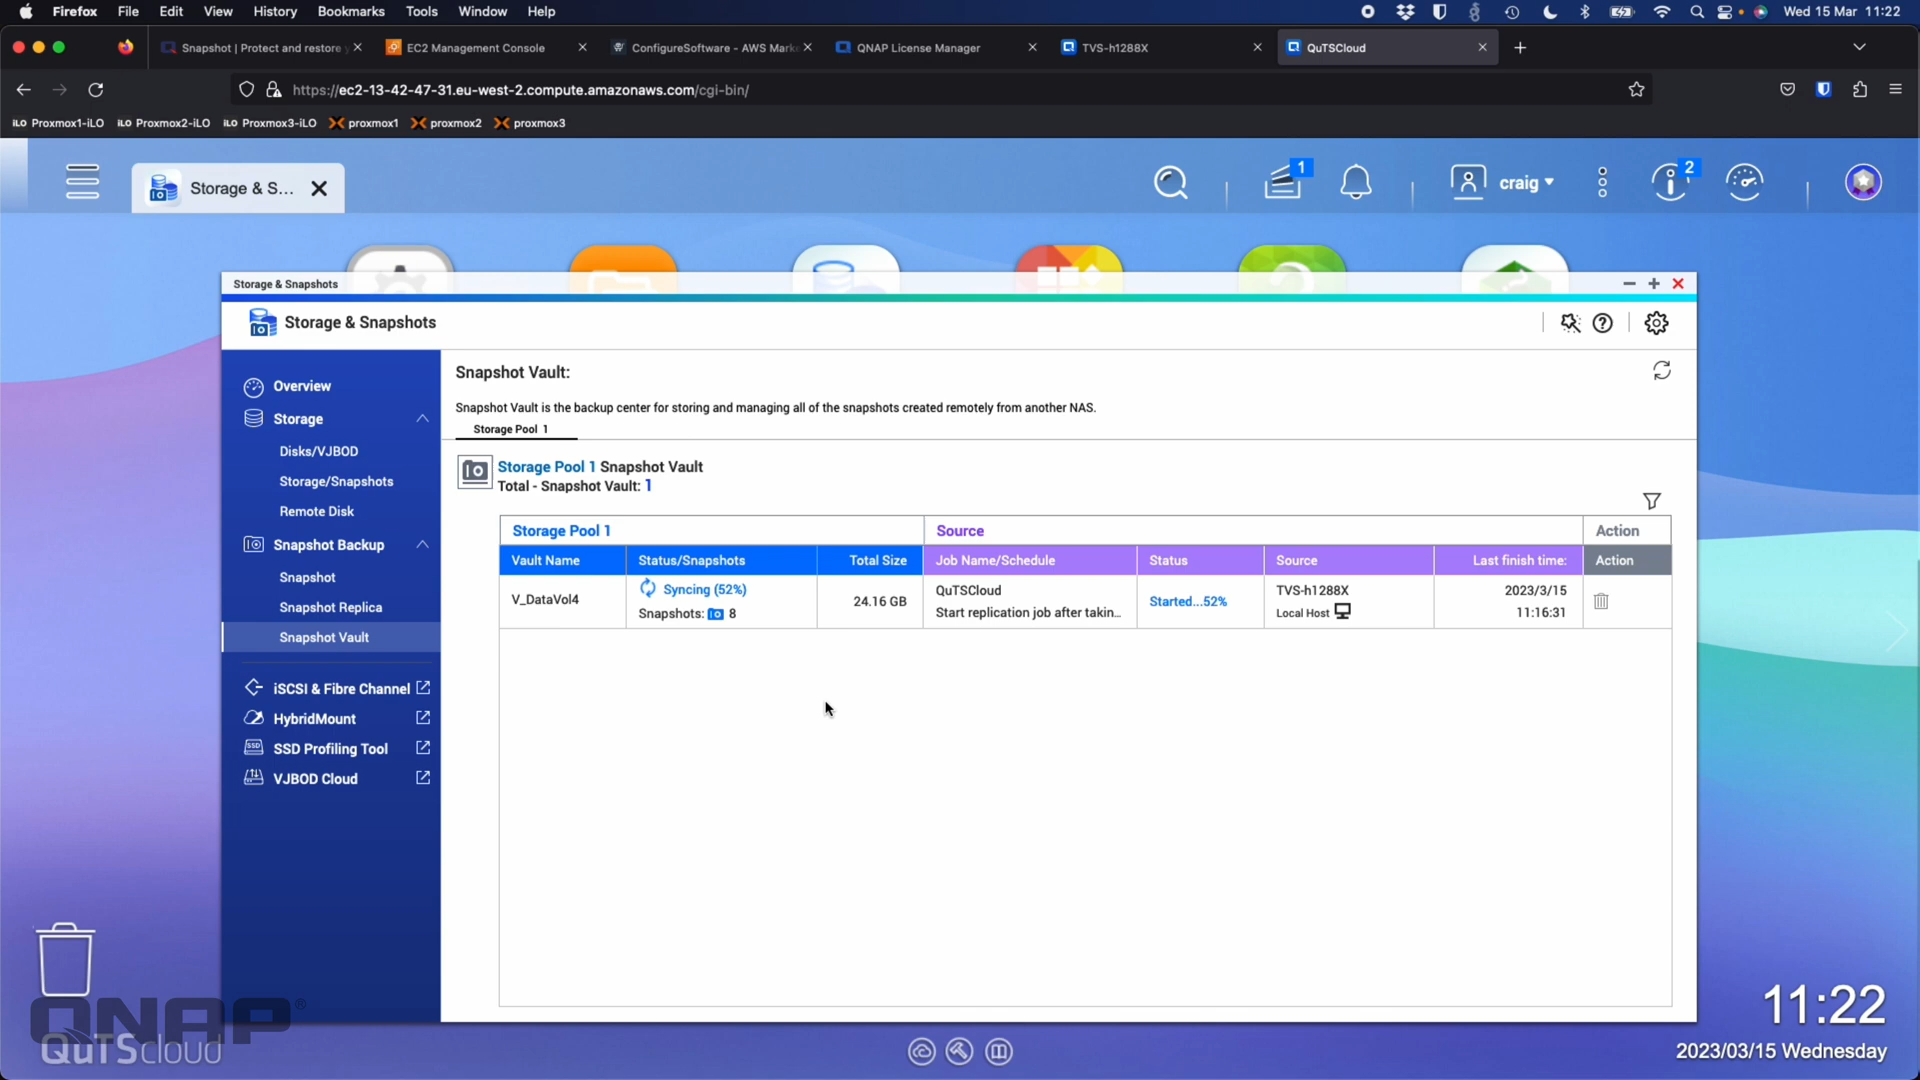 Firefox File Edit View History Bookmarks Tools Window Help Wed 15 Mar 11:22
Snapshot | Protect and restore y EC2 Management Console ConfigureSoftware - AWS Mark QNAP License Manager TVS-h1288X QuTSCloud
https://ec2-13-42-47-31.eu-west-2.compute.amazonaws.com/cgi-bin/
iLO Proxmox1-iLO iLO Proxmox2-iLO iLO Proxmox3-iLO proxmox1 proxmox2 proxmox3
Storage & S... 1 craig 2
Storage & Snapshots
Storage & Snapshots
Overview
Storage
Disks/VJBOD
Storage/Snapshots
Remote Disk
Snapshot Backup
Snapshot
Snapshot Replica
Snapshot Vault
iSCSI & Fibre Channel
HybridMount
SSD SSD Profiling Tool
VJBOD Cloud
Snapshot Vault:
Snapshot Vault is the backup center for storing and managing all of the snapshots created remotely from another NAS.
Storage Pool 1
Storage Pool 1 Snapshot Vault
Total - Snapshot Vault: 1
Storage Pool 1 Source Action
Vault Name Status/Snapshots Total Size Job Name/Schedule Status Source Last finish time: Action
V_DataVol4 Syncing (52%) 24.16 GB QuTSCloud Started...52% TVS-h1288X 2023/3/15
Snapshots: 8 Start replication job after takin... Local Host 11:16:31
QNAP®
QuTScloud
11:22
2023/03/15 Wednesday